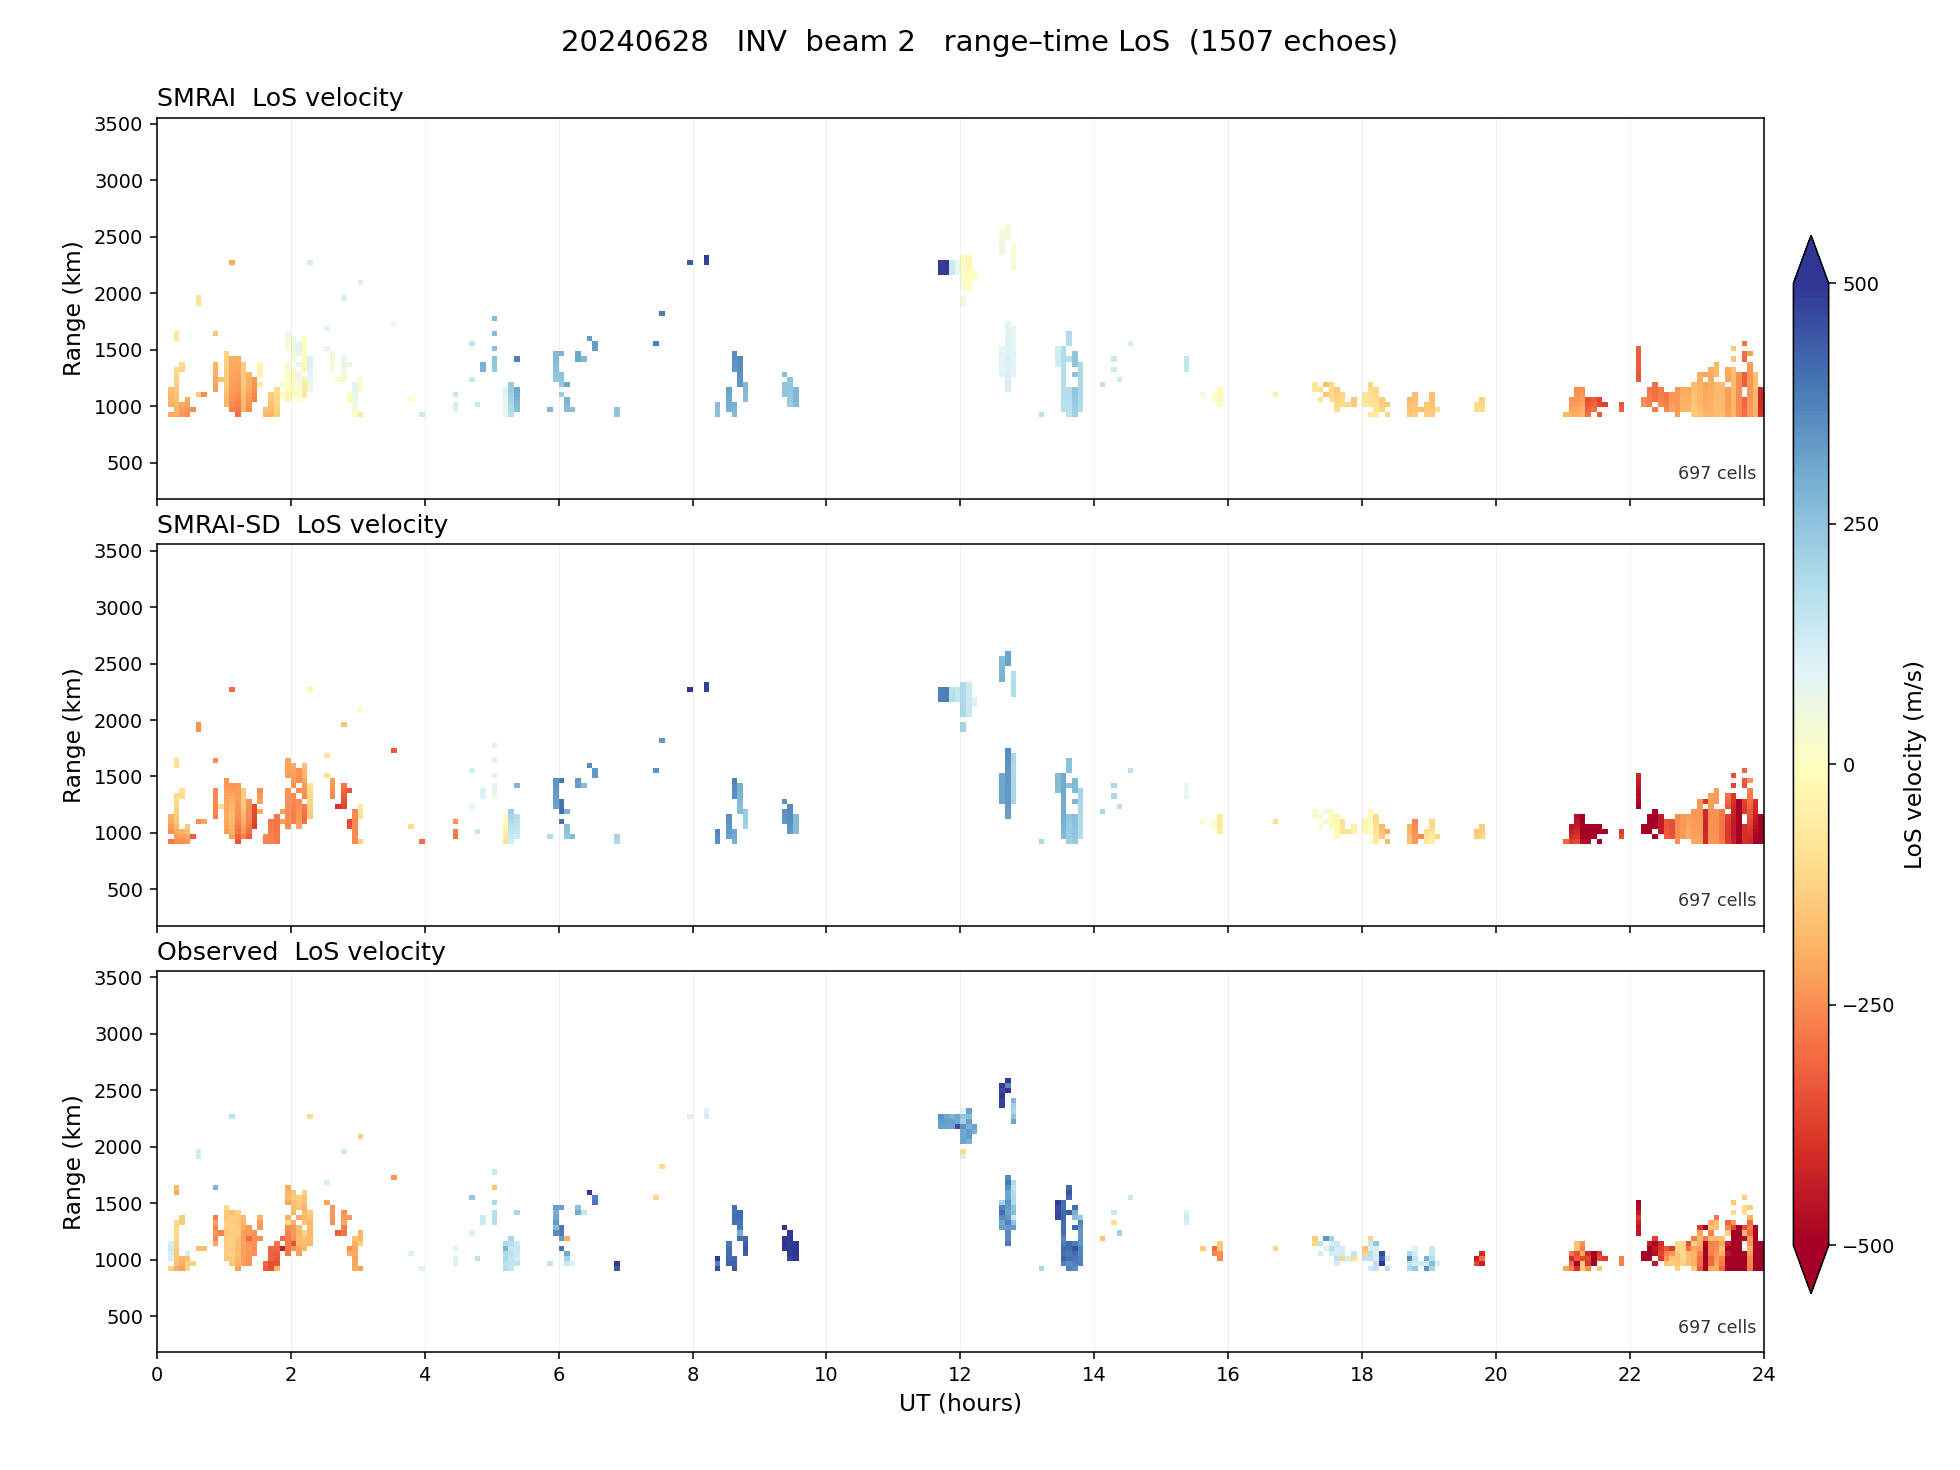 20240628   INV  beam 2   range–time LoS  (1507 echoes)
SMRAI  LoS velocity
3500
3000
2500
2000
1500
1000
500
Range (km)
697 cells
SMRAI-SD  LoS velocity
3500
3000
2500
2000
1500
1000
500
Range (km)
697 cells
Observed  LoS velocity
3500
3000
2500
2000
1500
1000
500
Range (km)
697 cells
0 2 4 6 8 10 12 14 16 18 20 22 24
UT (hours)
500
250
0
−250
−500
LoS velocity (m/s)